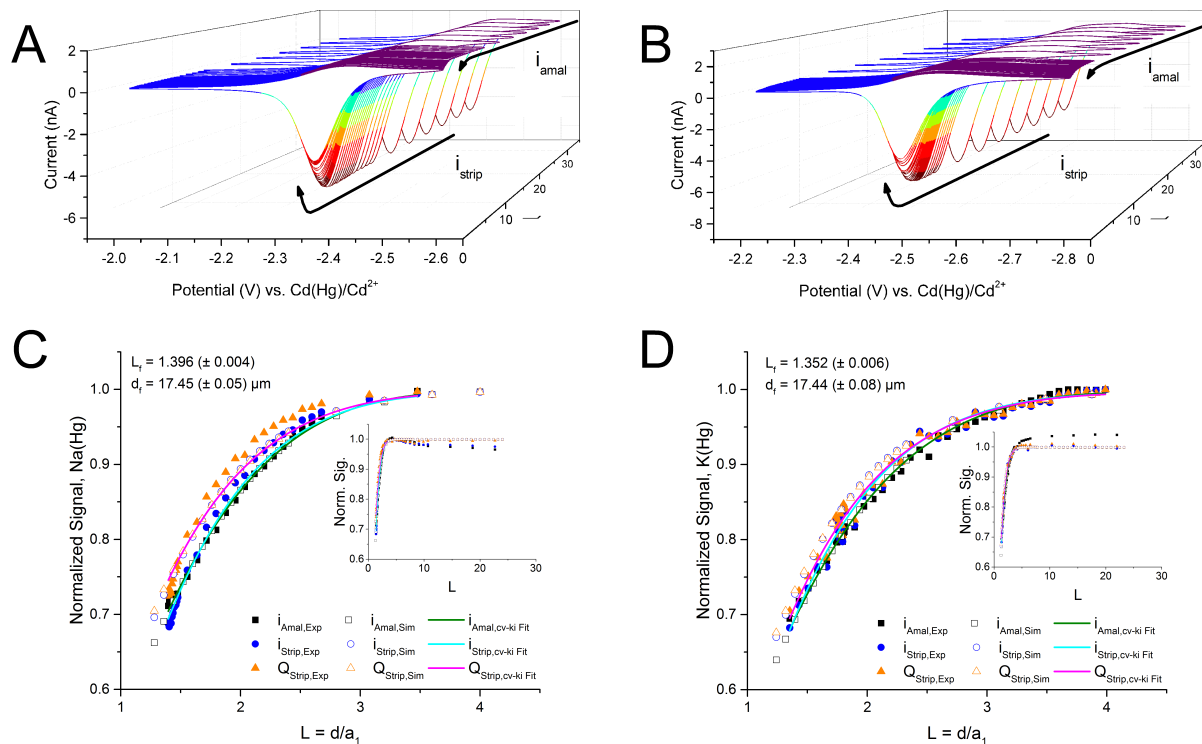 A
2
0
-2
-4
-6
Current (nA)
-2.0 -2.1 -2.2 -2.3 -2.4 -2.5 -2.6 0
10 20 30
i_amal
i_strip
Potential (V) vs. Cd(Hg)/Cd²⁺
B
4
2
0
-2
-4
-6
-8
Current (nA)
-2.2 -2.3 -2.4 -2.5 -2.6 -2.7 -2.8 0
10 20 30
i_amal
i_strip
Potential (V) vs. Cd(Hg)/Cd²⁺
C
L_f = 1.396 (± 0.004)
d_f = 17.45 (± 0.05) µm
1.0
0.9
0.8
0.7
0.6
Normalized Signal, Na(Hg)
1.0
0.9
0.8
0.7
0.6
Norm. Sig.
0 10 20 30
L
i_Amal,Exp i_Amal,Sim i_Amal,cv-ki Fit
i_Strip,Exp i_Strip,Sim i_Strip,cv-ki Fit
Q_Strip,Exp Q_Strip,Sim Q_Strip,cv-ki Fit
1 2 3 4
L = d/a₁
D
L_f = 1.352 (± 0.006)
d_f = 17.44 (± 0.08) µm
1.0
0.9
0.8
0.7
0.6
Normalized Signal, K(Hg)
1.0
0.9
0.8
0.7
0.6
Norm. Sig.
0 10 20 30
L
i_Amal,Exp i_Amal,Sim i_Amal,cv-ki Fit
i_Strip,Exp i_Strip,Sim i_Strip,cv-ki Fit
Q_Strip,Exp Q_Strip,Sim Q_Strip,cv-ki Fit
1 2 3 4
L = d/a₁